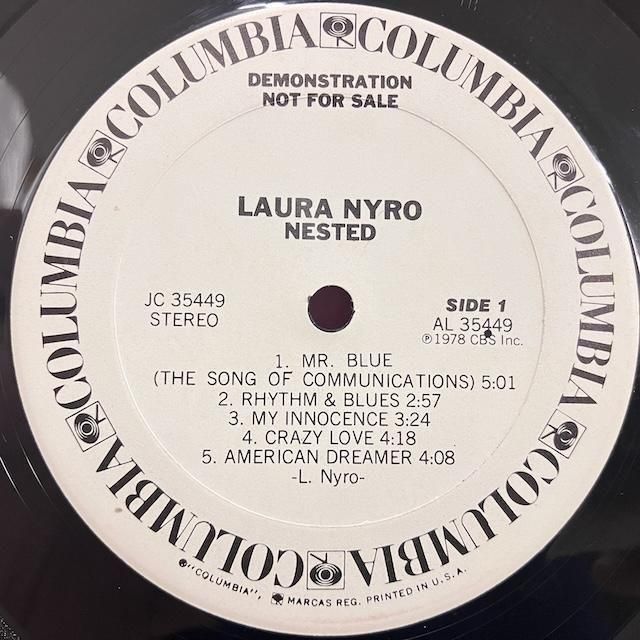 COLUMBIA COLUMBIA COLUMBIA COLUMBIA COLUMBIA COLUMBIA
DEMONSTRATION
NOT FOR SALE
LAURA NYRO
NESTED
JC 35449
STEREO
SIDE 1
AL 35449
Ⓟ1978 CBS Inc.
1. MR. BLUE
(THE SONG OF COMMUNICATIONS) 5:01
2. RHYTHM & BLUES 2:57
3. MY INNOCENCE 3:24
4. CRAZY LOVE 4:18
5. AMERICAN DREAMER 4:08
-L. Nyro-
®"COLUMBIA", MARCAS REG. PRINTED IN U.S.A.